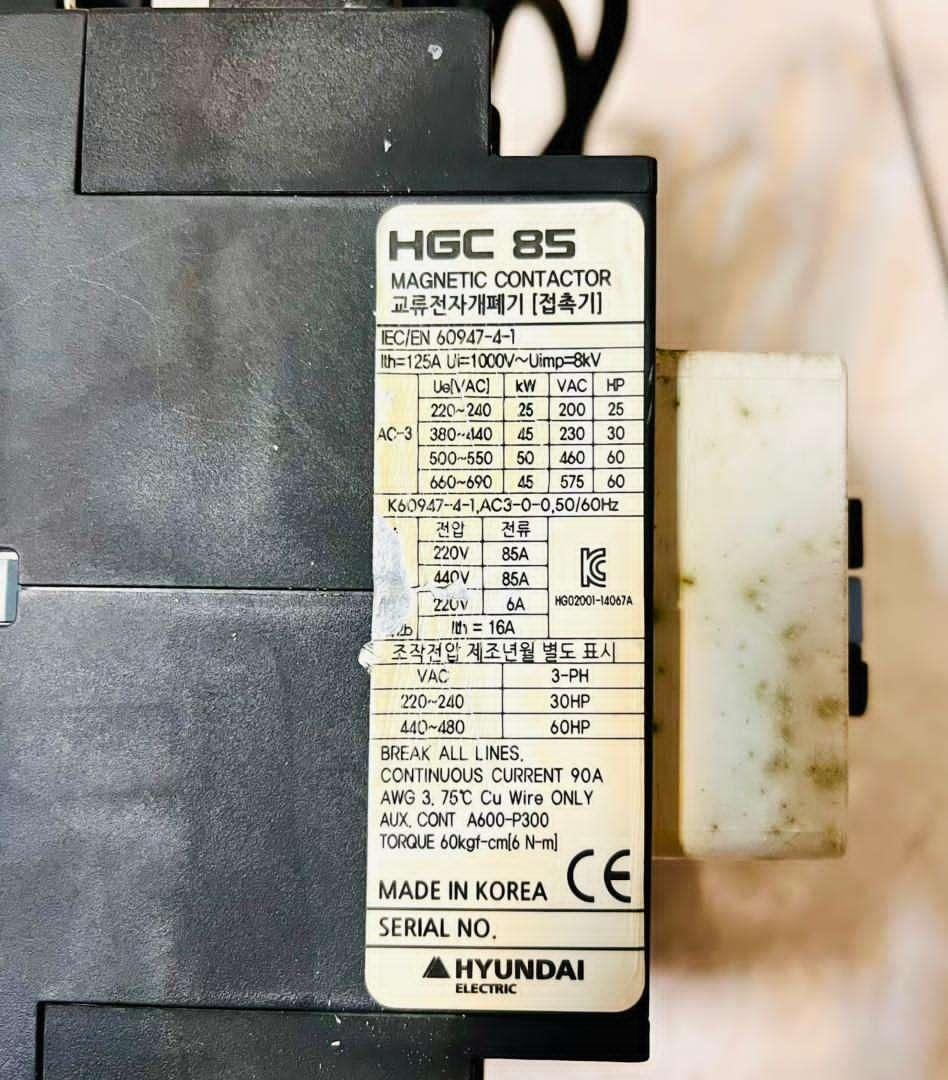 HGC 85
MAGNETIC CONTACTOR
교류전자개폐기 [접촉기]
IEC/EN 60947-4-1
Ith=125A Ui=1000V~Uimp=8kV
Ue[VAC] kW VAC HP
220~240 25 200 25
AC-3 380~440 45 230 30
500~550 50 460 60
660~690 45 575 60
K60947-4-1,AC3-0-0,50/60Hz
전압 전류
220V 85A
440V 85A
220V 6A
HG02001-14067A
Ith = 16A
조작전압 제조년월 별도 표시
VAC 3-PH
220~240 30HP
440~480 60HP
BREAK ALL LINES.
CONTINUOUS CURRENT 90A
AWG 3, 75℃ Cu Wire ONLY
AUX. CONT A600-P300
TORQUE 60kgf-cm[6 N-m]
MADE IN KOREA CE
SERIAL NO.
HYUNDAI
ELECTRIC